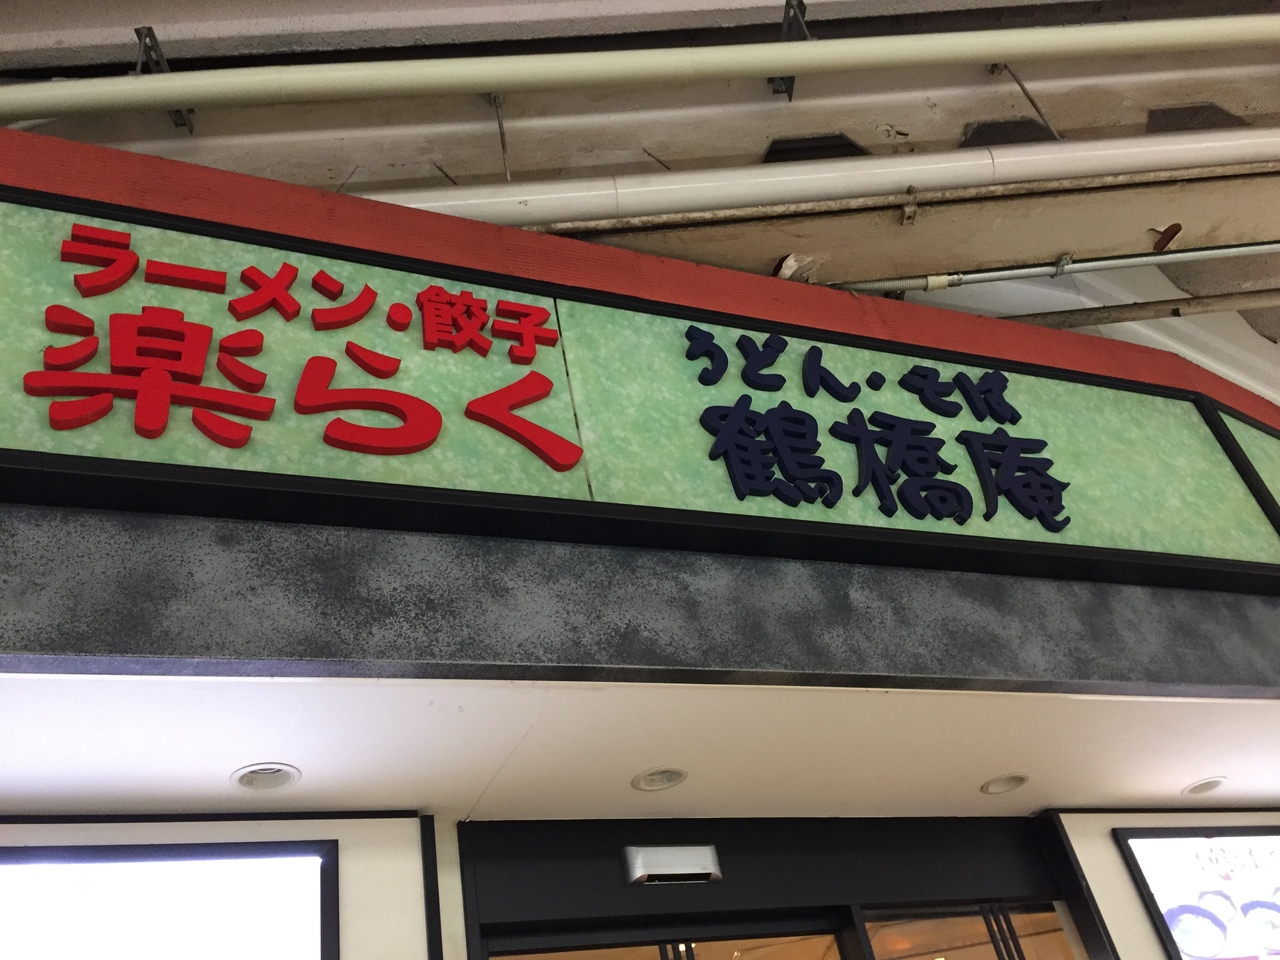 ラーメン・餃子
楽らく
うどん・そば
鶴橋庵